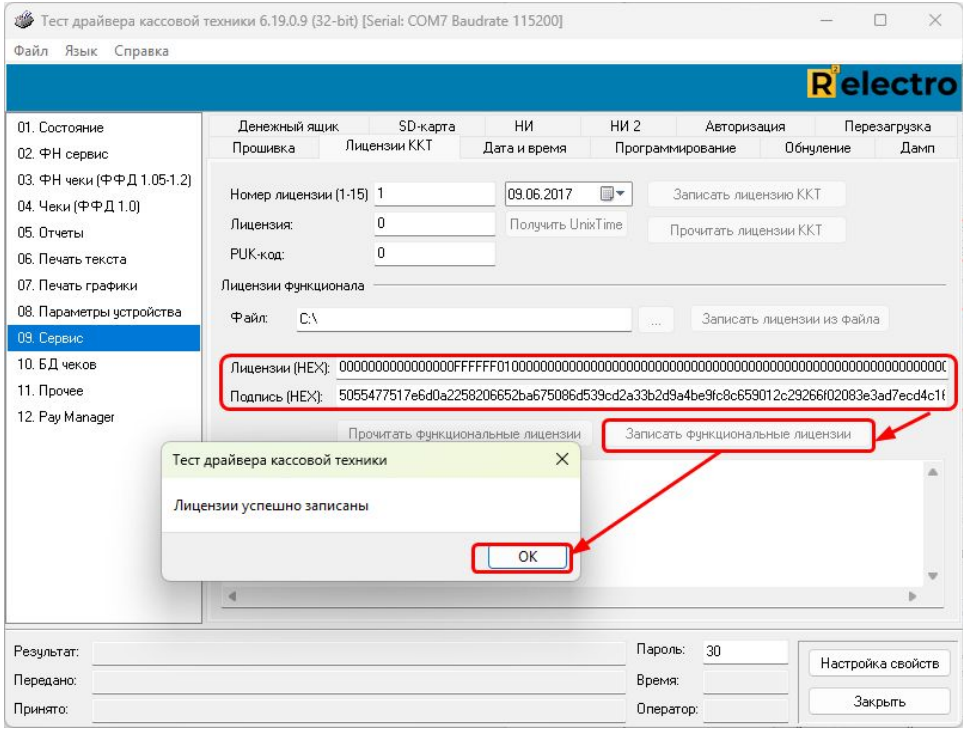 Тест драйвера кассовой техники 6.19.0.9 (32-bit) [Serial: COM7 Baudrate 115200]
Файл Язык Справка
R2electro
01. Состояние
02. ФН сервис
03. ФН чеки (ФФД 1.05-1.2)
04. Чеки (ФФД 1.0)
05. Отчеты
06. Печать текста
07. Печать графики
08. Параметры устройства
09. Сервис
10. БД чеков
11. Прочее
12. Pay Manager
Денежный ящик SD-карта НИ НИ 2 Авторизация Перезагрузка
Прошивка Лицензии ККТ Дата и время Программирование Обнуление Дамп
Номер лицензии (1-15) 1 09.06.2017 Записать лицензию ККТ
Лицензия: 0 Получить UnixTime Прочитать лицензии ККТ
PUK-код: 0
Лицензии функционала
Файл: C:\ ... Записать лицензии из файла
Лицензии (HEX): 0000000000000000FFFFFF010000000000000000000000000000000000000000000000000000000000
Подпись (HEX): 5055477517e6d0a2258206652ba675086d539cd2a33b2d9a4be9fc8c659012c29266f02083e3ad7ecd4c1
Прочитать функциональные лицензии Записать функциональные лицензии
Тест драйвера кассовой техники
Лицензии успешно записаны
ОК
Результат:
Передано:
Принято:
Пароль: 30
Время:
Оператор:
Настройка свойств
Закрыть